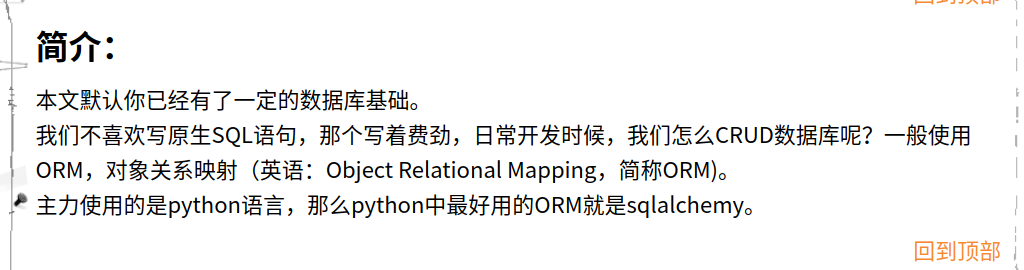 回到顶部
简介：
本文默认你已经有了一定的数据库基础。
我们不喜欢写原生SQL语句，那个写着费劲，日常开发时候，我们怎么CRUD数据库呢？一般使用
ORM，对象关系映射（英语：Object Relational Mapping，简称ORM)。
主力使用的是python语言，那么python中最好用的ORM就是sqlalchemy。
回到顶部